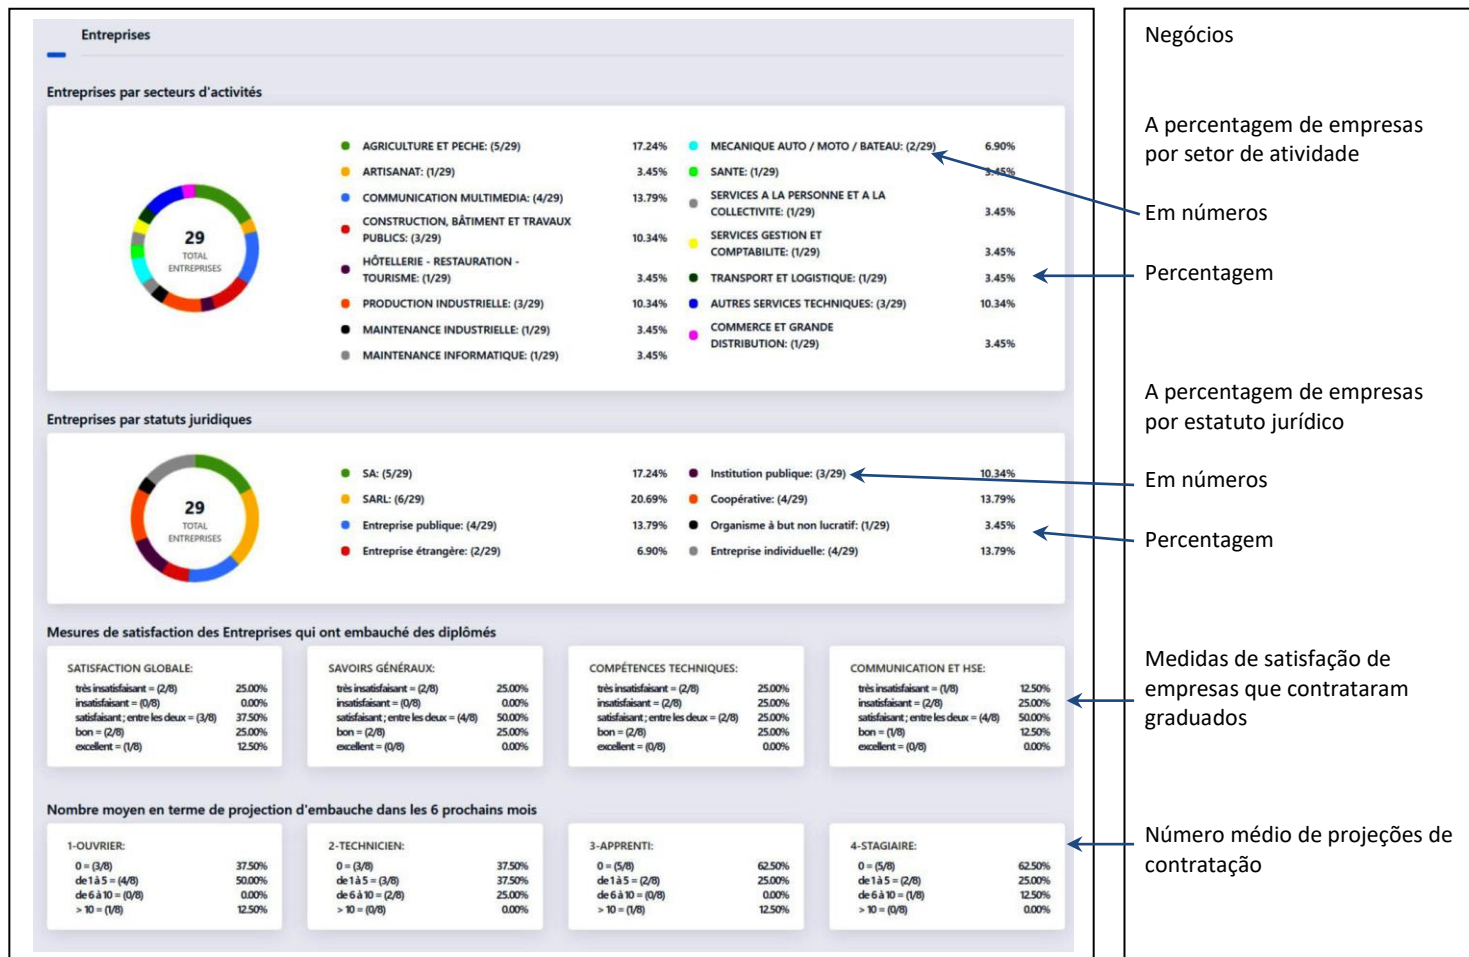 Entreprises
Entreprises par secteurs d'activités
29
TOTAL
ENTREPRISES
AGRICULTURE ET PECHE: (5/29) 17.24%
ARTISANAT: (1/29) 3.45%
COMMUNICATION MULTIMEDIA: (4/29) 13.79%
CONSTRUCTION, BÂTIMENT ET TRAVAUX
PUBLICS: (3/29) 10.34%
HÔTELLERIE - RESTAURATION -
TOURISME: (1/29) 3.45%
PRODUCTION INDUSTRIELLE: (3/29) 10.34%
MAINTENANCE INDUSTRIELLE: (1/29) 3.45%
MAINTENANCE INFORMATIQUE: (1/29) 3.45%
MECANIQUE AUTO / MOTO / BATEAU: (2/29) 6.90%
SANTE: (1/29) 3.45%
SERVICES A LA PERSONNE ET A LA
COLLECTIVITE: (1/29) 3.45%
SERVICES GESTION ET
COMPTABILITE: (1/29) 3.45%
TRANSPORT ET LOGISTIQUE: (1/29) 3.45%
AUTRES SERVICES TECHNIQUES: (3/29) 10.34%
COMMERCE ET GRANDE
DISTRIBUTION: (1/29) 3.45%
Entreprises par statuts juridiques
29
TOTAL
ENTREPRISES
SA: (5/29) 17.24%
SARL: (6/29) 20.69%
Entreprise publique: (4/29) 13.79%
Entreprise étrangère: (2/29) 6.90%
Institution publique: (3/29) 10.34%
Coopérative: (4/29) 13.79%
Organisme à but non lucratif: (1/29) 3.45%
Entreprise individuelle: (4/29) 13.79%
Mesures de satisfaction des Entreprises qui ont embauché des diplômés
SATISFACTION GLOBALE:
très insatisfaisant = (2/8) 25.00%
insatisfaisant = (0/8) 0.00%
satisfaisant ; entre les deux = (3/8) 37.50%
bon = (2/8) 25.00%
excellent = (1/8) 12.50%
SAVOIRS GÉNÉRAUX:
très insatisfaisant = (2/8) 25.00%
insatisfaisant = (0/8) 0.00%
satisfaisant ; entre les deux = (4/8) 50.00%
bon = (2/8) 25.00%
excellent = (0/8) 0.00%
COMPÉTENCES TECHNIQUES:
très insatisfaisant = (2/8) 25.00%
insatisfaisant = (2/8) 25.00%
satisfaisant ; entre les deux = (2/8) 25.00%
bon = (2/8) 25.00%
excellent = (0/8) 0.00%
COMMUNICATION ET HSE:
très insatisfaisant = (1/8) 12.50%
insatisfaisant = (2/8) 25.00%
satisfaisant ; entre les deux = (4/8) 50.00%
bon = (1/8) 12.50%
excellent = (0/8) 0.00%
Nombre moyen en terme de projection d'embauche dans les 6 prochains mois
1-OUVRIER:
0 = (3/8) 37.50%
de 1 à 5 = (4/8) 50.00%
de 6 à 10 = (0/8) 0.00%
> 10 = (1/8) 12.50%
2-TECHNICIEN:
0 = (3/8) 37.50%
de 1 à 5 = (3/8) 37.50%
de 6 à 10 = (2/8) 25.00%
> 10 = (0/8) 0.00%
3-APPRENTI:
0 = (5/8) 62.50%
de 1 à 5 = (2/8) 25.00%
de 6 à 10 = (0/8) 0.00%
> 10 = (1/8) 12.50%
4-STAGIAIRE:
0 = (5/8) 62.50%
de 1 à 5 = (2/8) 25.00%
de 6 à 10 = (1/8) 12.50%
> 10 = (0/8) 0.00%
Negócios
A percentagem de empresas
por setor de atividade
Em números
Percentagem
A percentagem de empresas
por estatuto jurídico
Em números
Percentagem
Medidas de satisfação de
empresas que contrataram
graduados
Número médio de projeções de
contratação